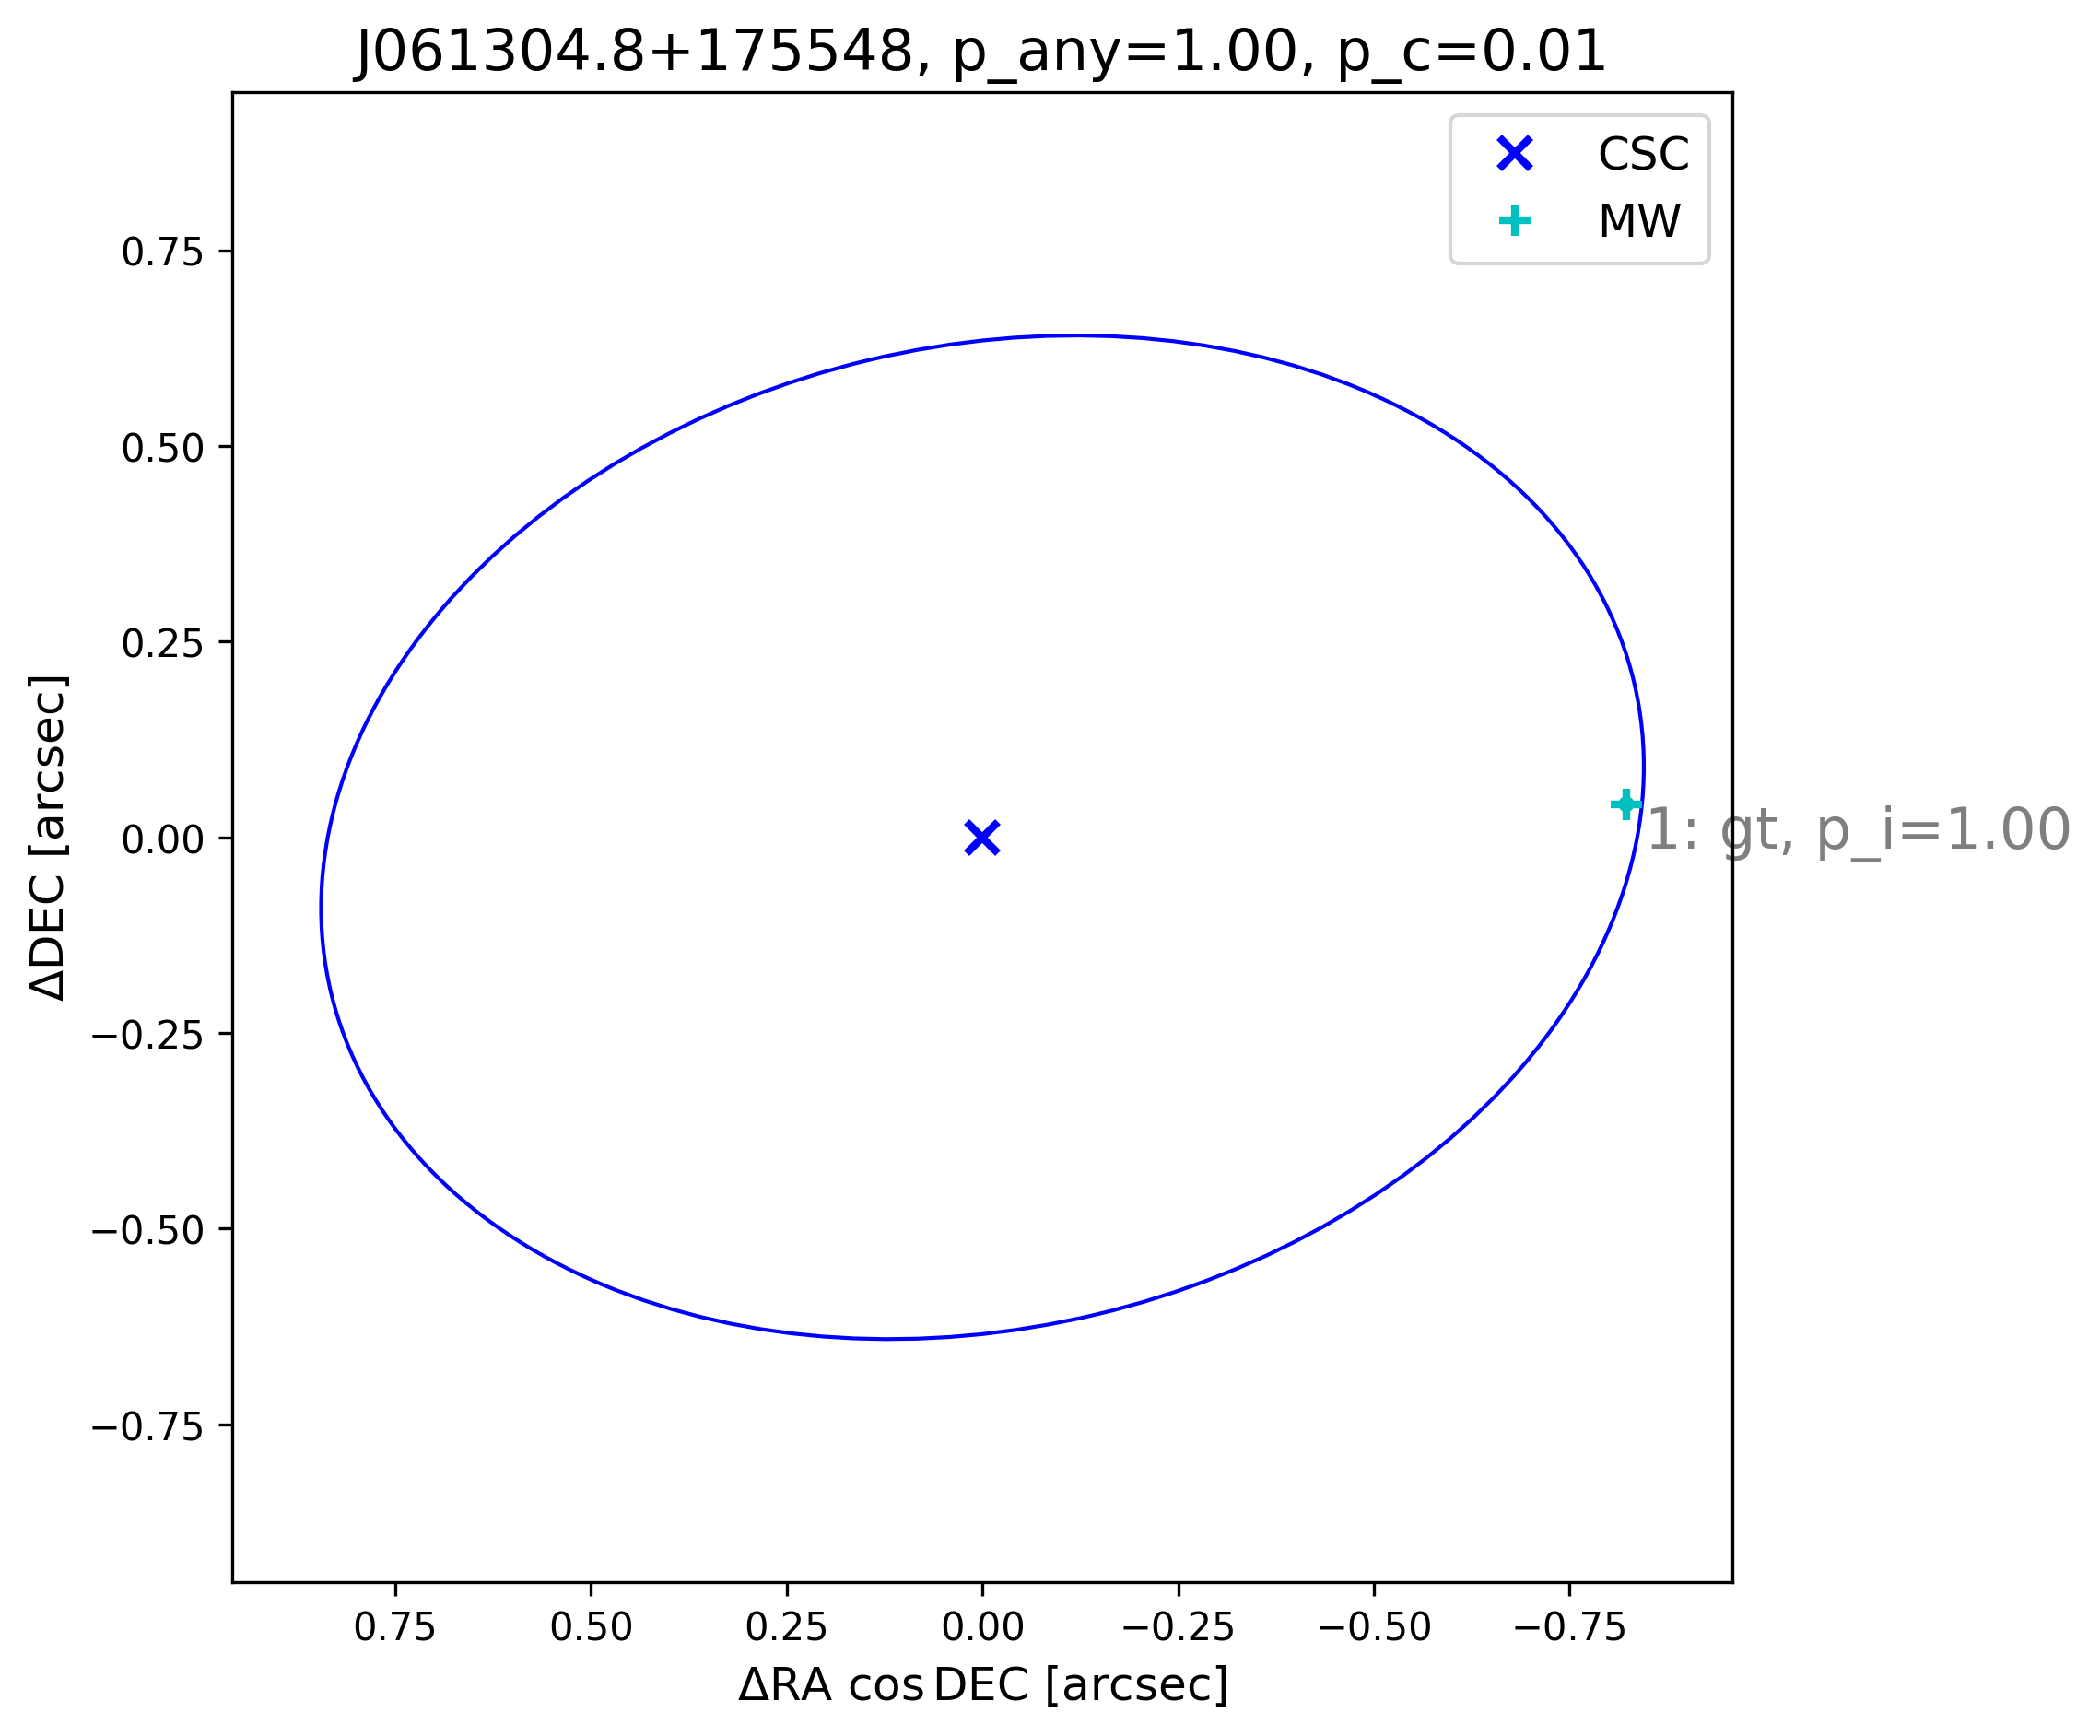 J061304.8+175548, p_any=1.00, p_c=0.01
CSC
MW
0.75
0.50
0.25
0.00
−0.25
−0.50
−0.75
ΔDEC [arcsec]
1: gt, p_i=1.00
0.75 0.50 0.25 0.00 −0.25 −0.50 −0.75
ΔRA cos DEC [arcsec]